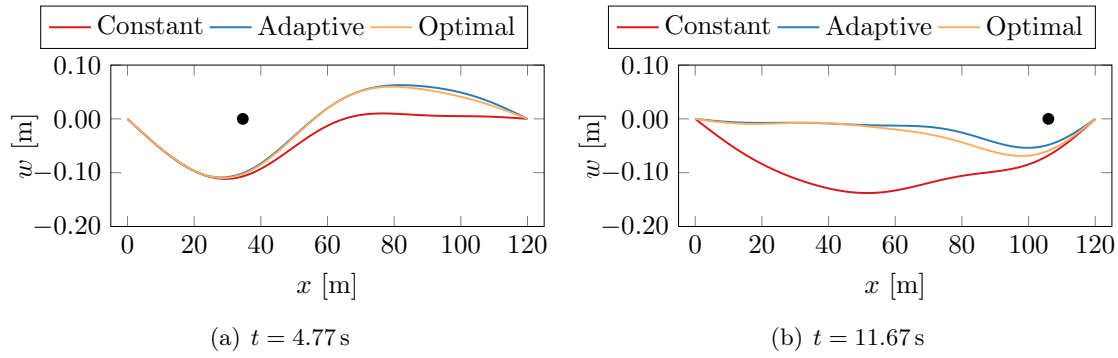 Constant Adaptive Optimal
0.10
0.00
−0.10
−0.20
w [m]
0 20 40 60 80 100 120
x [m]
(a) t = 4.77 s
Constant Adaptive Optimal
0.10
0.00
−0.10
−0.20
w [m]
0 20 40 60 80 100 120
x [m]
(b) t = 11.67 s